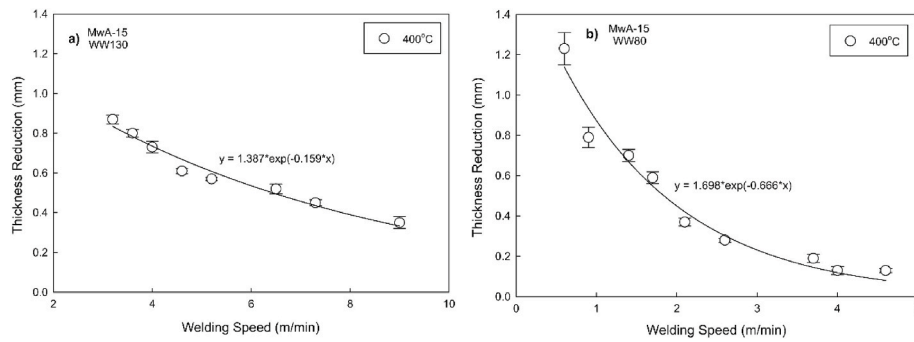 a)
MwA-15
WW130
400°C
y = 1.387*exp(-0.159*x)
Thickness Reduction (mm)
1.4
1.2
1.0
0.8
0.6
0.4
0.2
0.0
2 4 6 8 10
Welding Speed (m/min)
b)
MwA-15
WW80
400°C
y = 1.698*exp(-0.666*x)
Thickness Reduction (mm)
1.4
1.2
1.0
0.8
0.6
0.4
0.2
0.0
1 2 3 4
Welding Speed (m/min)